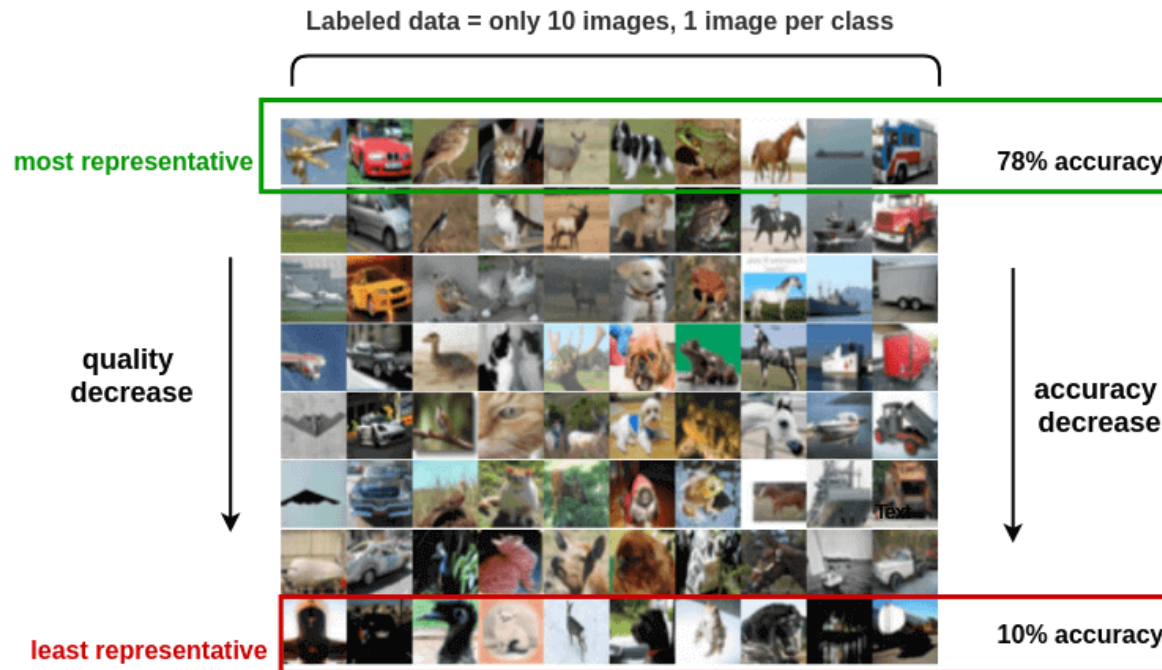 Labeled data = only 10 images, 1 image per class
most representative
78% accuracy
quality
decrease
accuracy
decrease
Text
least representative
10% accuracy